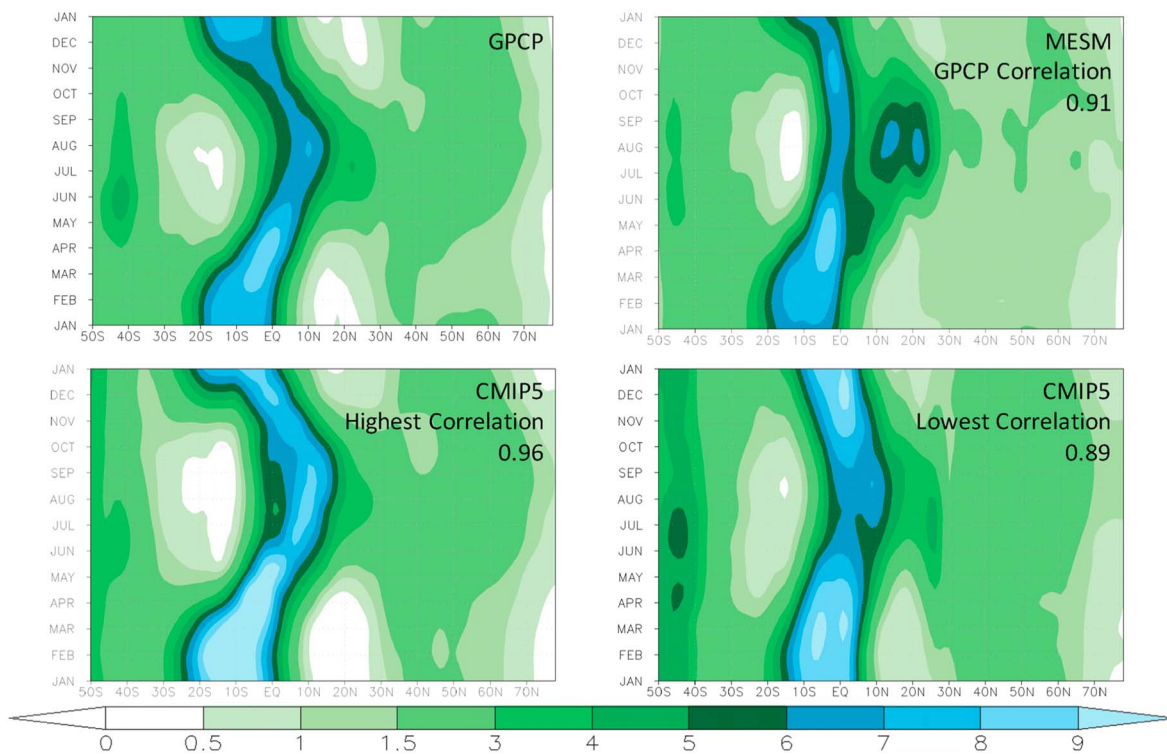 JAN
DEC
NOV
OCT
SEP
AUG
JUL
JUN
MAY
APR
MAR
FEB
JAN
50S 40S 30S 20S 10S EQ 10N 20N 30N 40N 50N 60N 70N
GPCP
JAN
DEC
NOV
OCT
SEP
AUG
JUL
JUN
MAY
APR
MAR
FEB
JAN
50S 40S 30S 20S 10S EQ 10N 20N 30N 40N 50N 60N 70N
MESM
GPCP Correlation
0.91
JAN
DEC
NOV
OCT
SEP
AUG
JUL
JUN
MAY
APR
MAR
FEB
JAN
50S 40S 30S 20S 10S EQ 10N 20N 30N 40N 50N 60N 70N
CMIP5
Highest Correlation
0.96
JAN
DEC
NOV
OCT
SEP
AUG
JUL
JUN
MAY
APR
MAR
FEB
JAN
50S 40S 30S 20S 10S EQ 10N 20N 30N 40N 50N 60N 70N
CMIP5
Lowest Correlation
0.89
0 0.5 1 1.5 3 4 5 6 7 8 9